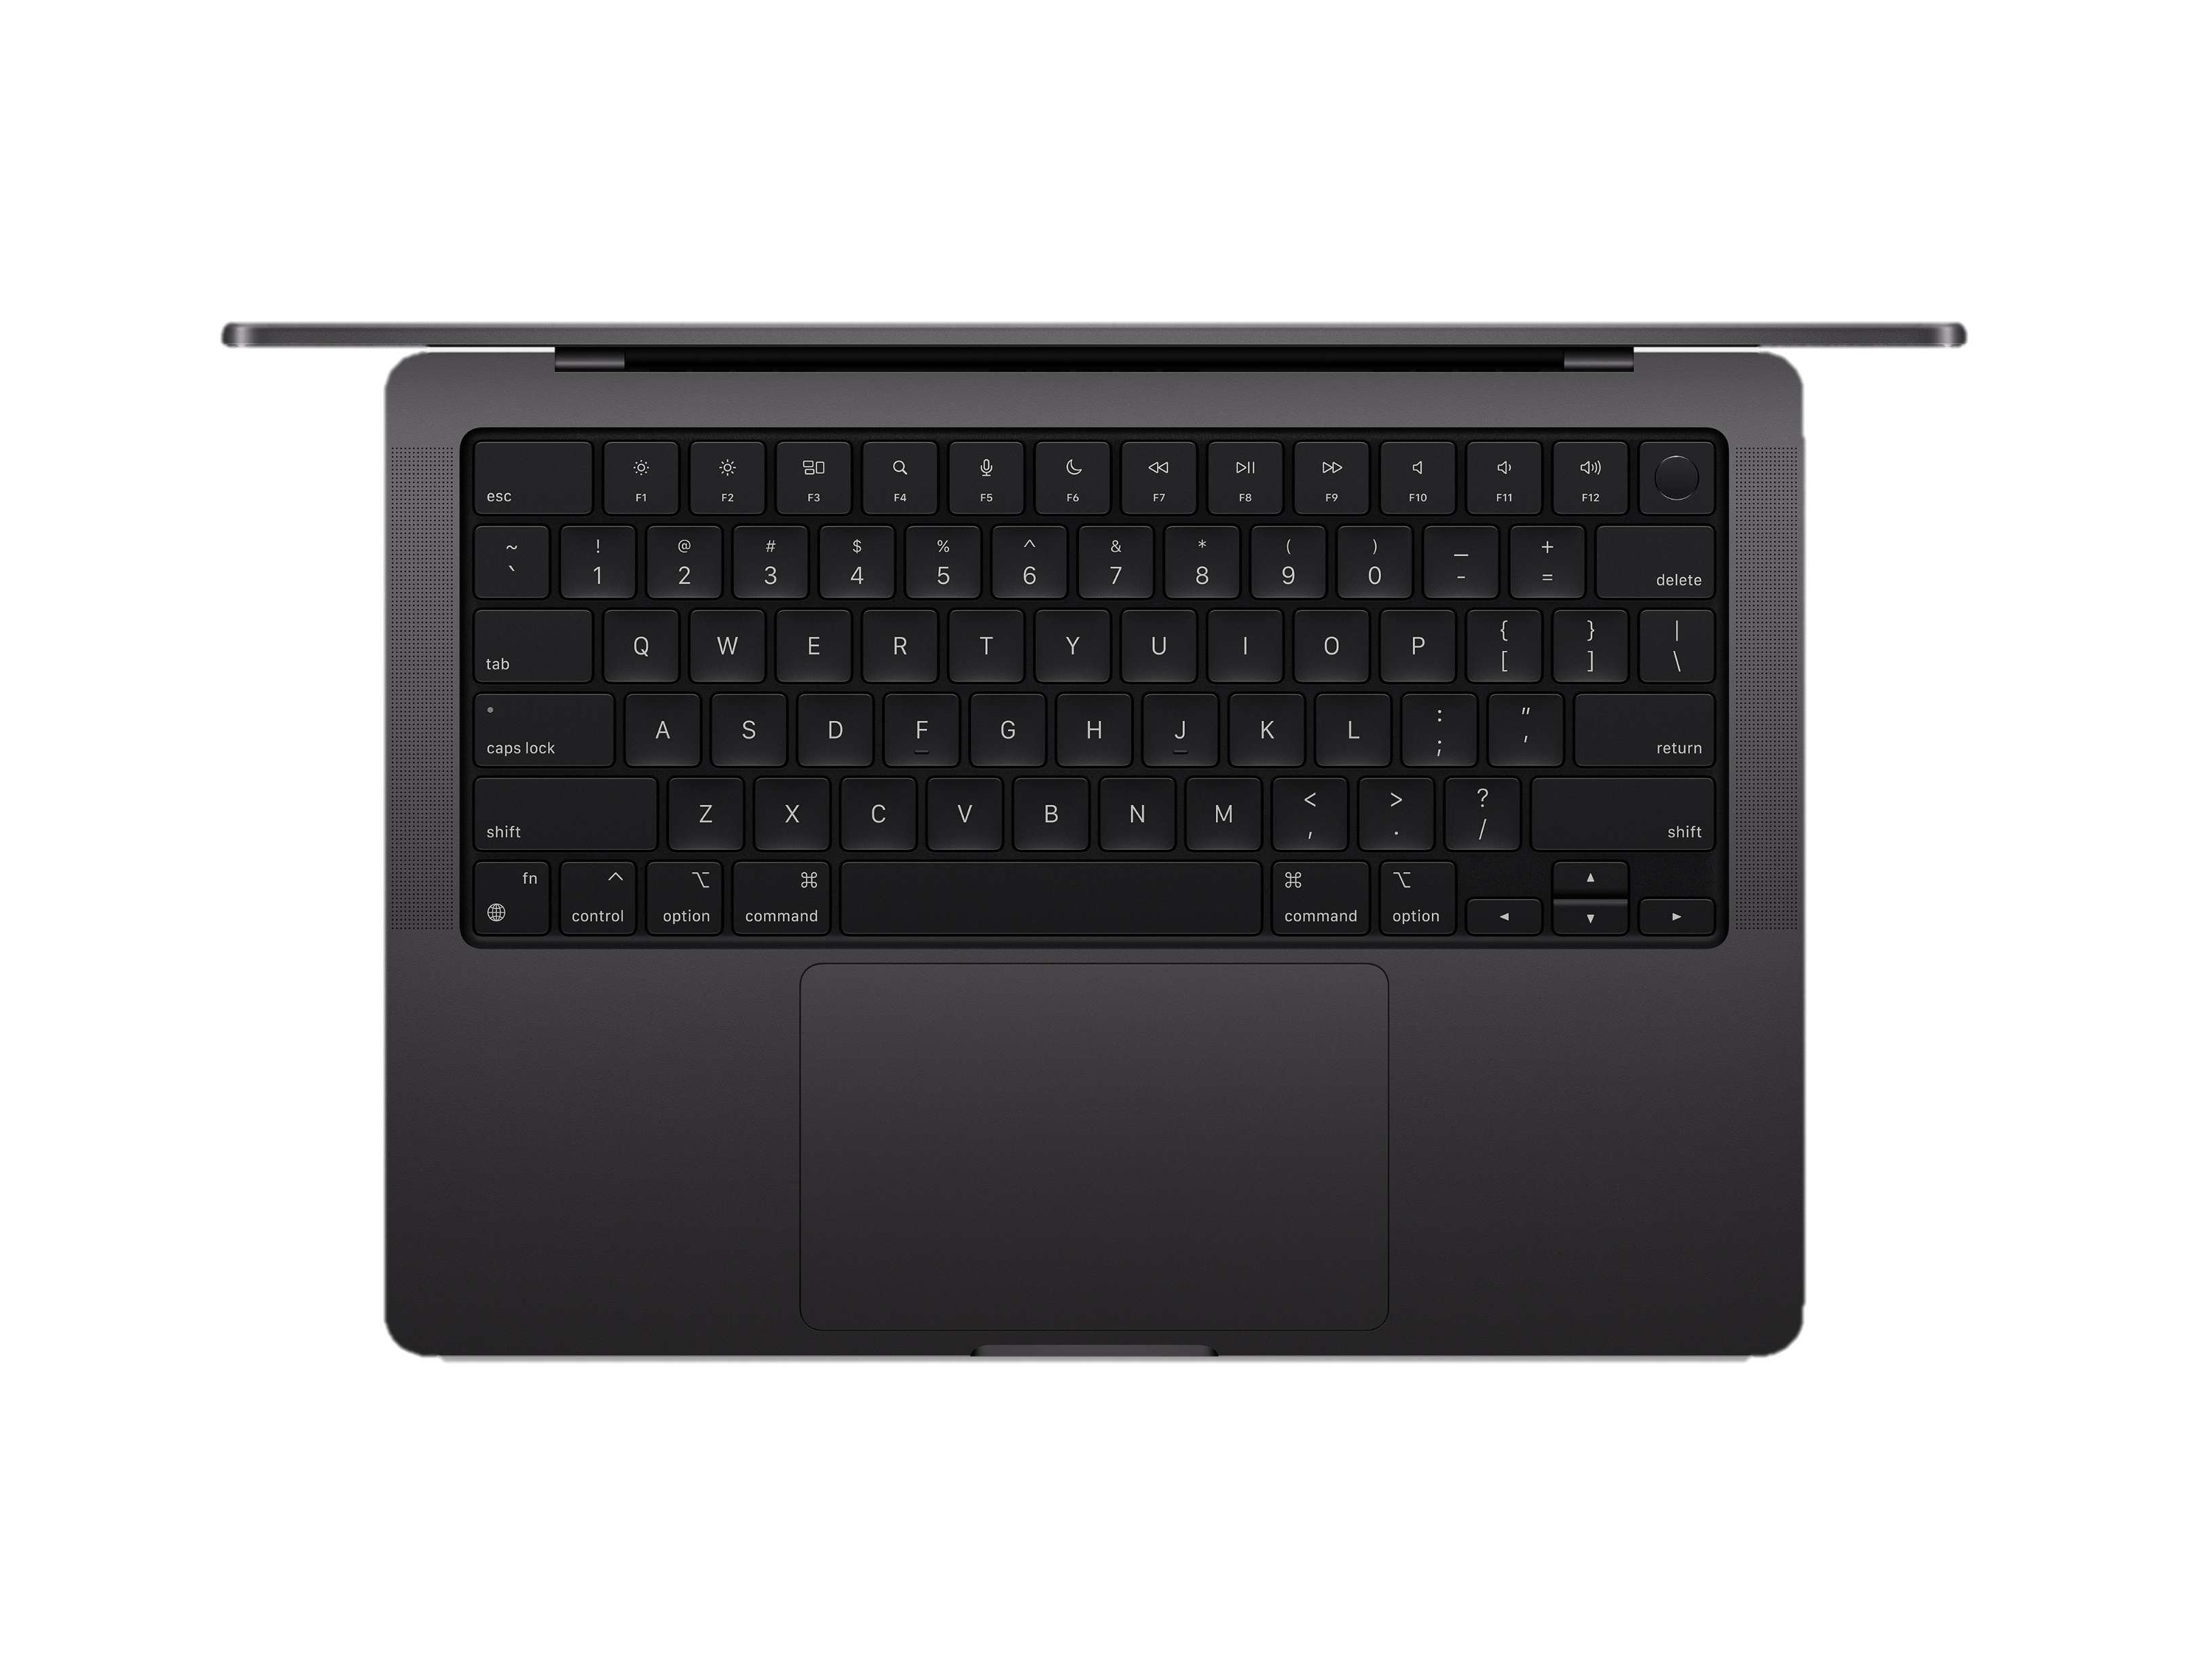 esc F1 F2 F3 F4 F5 F6 F7 F8 F9 F10 F11 F12
~ ! @ # $ % ^ & * ( ) _ +
` 1 2 3 4 5 6 7 8 9 0 - = delete
tab Q W E R T Y U I O P { } |
[ ] \
caps lock A S D F G H J K L : "
; ' return
shift Z X C V B N M < > ?
, . / shift
fn ^ ⌥ ⌘ ⌘ ⌥
control option command command option